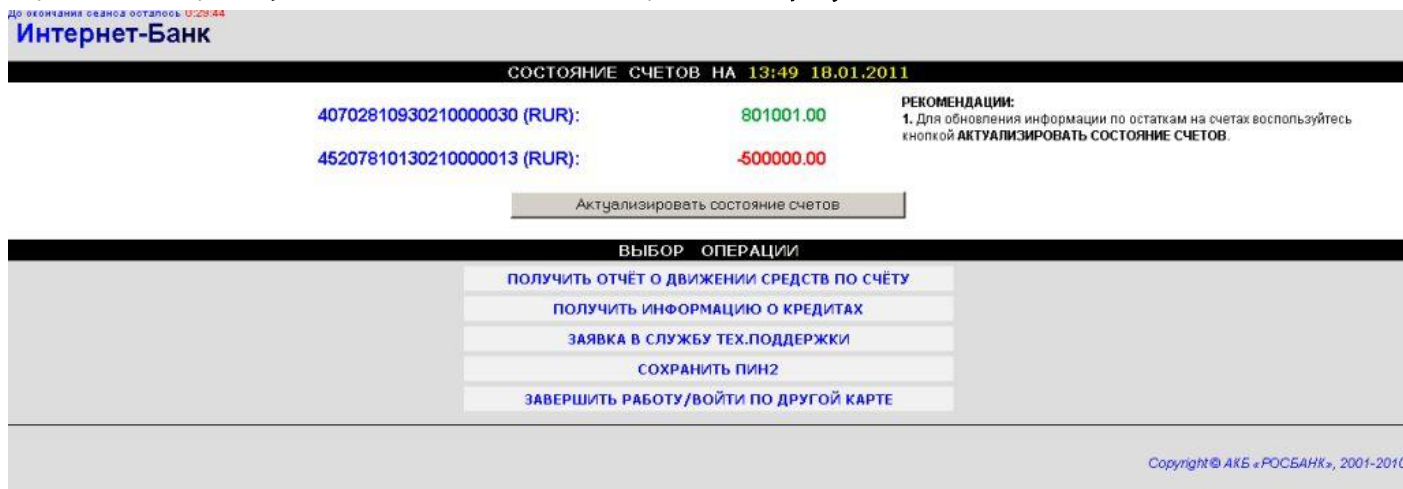 До окончания сеанса осталось 0:29:44
Интернет-Банк
СОСТОЯНИЕ СЧЕТОВ НА 13:49 18.01.2011
40702810930210000030 (RUR): 801001.00
45207810130210000013 (RUR): -500000.00
РЕКОМЕНДАЦИИ:
1. Для обновления информации по остаткам на счетах воспользуйтесь
кнопкой АКТУАЛИЗИРОВАТЬ СОСТОЯНИЕ СЧЕТОВ.
Актуализировать состояние счетов
ВЫБОР ОПЕРАЦИИ
ПОЛУЧИТЬ ОТЧЁТ О ДВИЖЕНИИ СРЕДСТВ ПО СЧЁТУ
ПОЛУЧИТЬ ИНФОРМАЦИЮ О КРЕДИТАХ
ЗАЯВКА В СЛУЖБУ ТЕХ.ПОДДЕРЖКИ
СОХРАНИТЬ ПИН2
ЗАВЕРШИТЬ РАБОТУ/ВОЙТИ ПО ДРУГОЙ КАРТЕ
Copyright© АКБ «РОСБАНК», 2001-2010